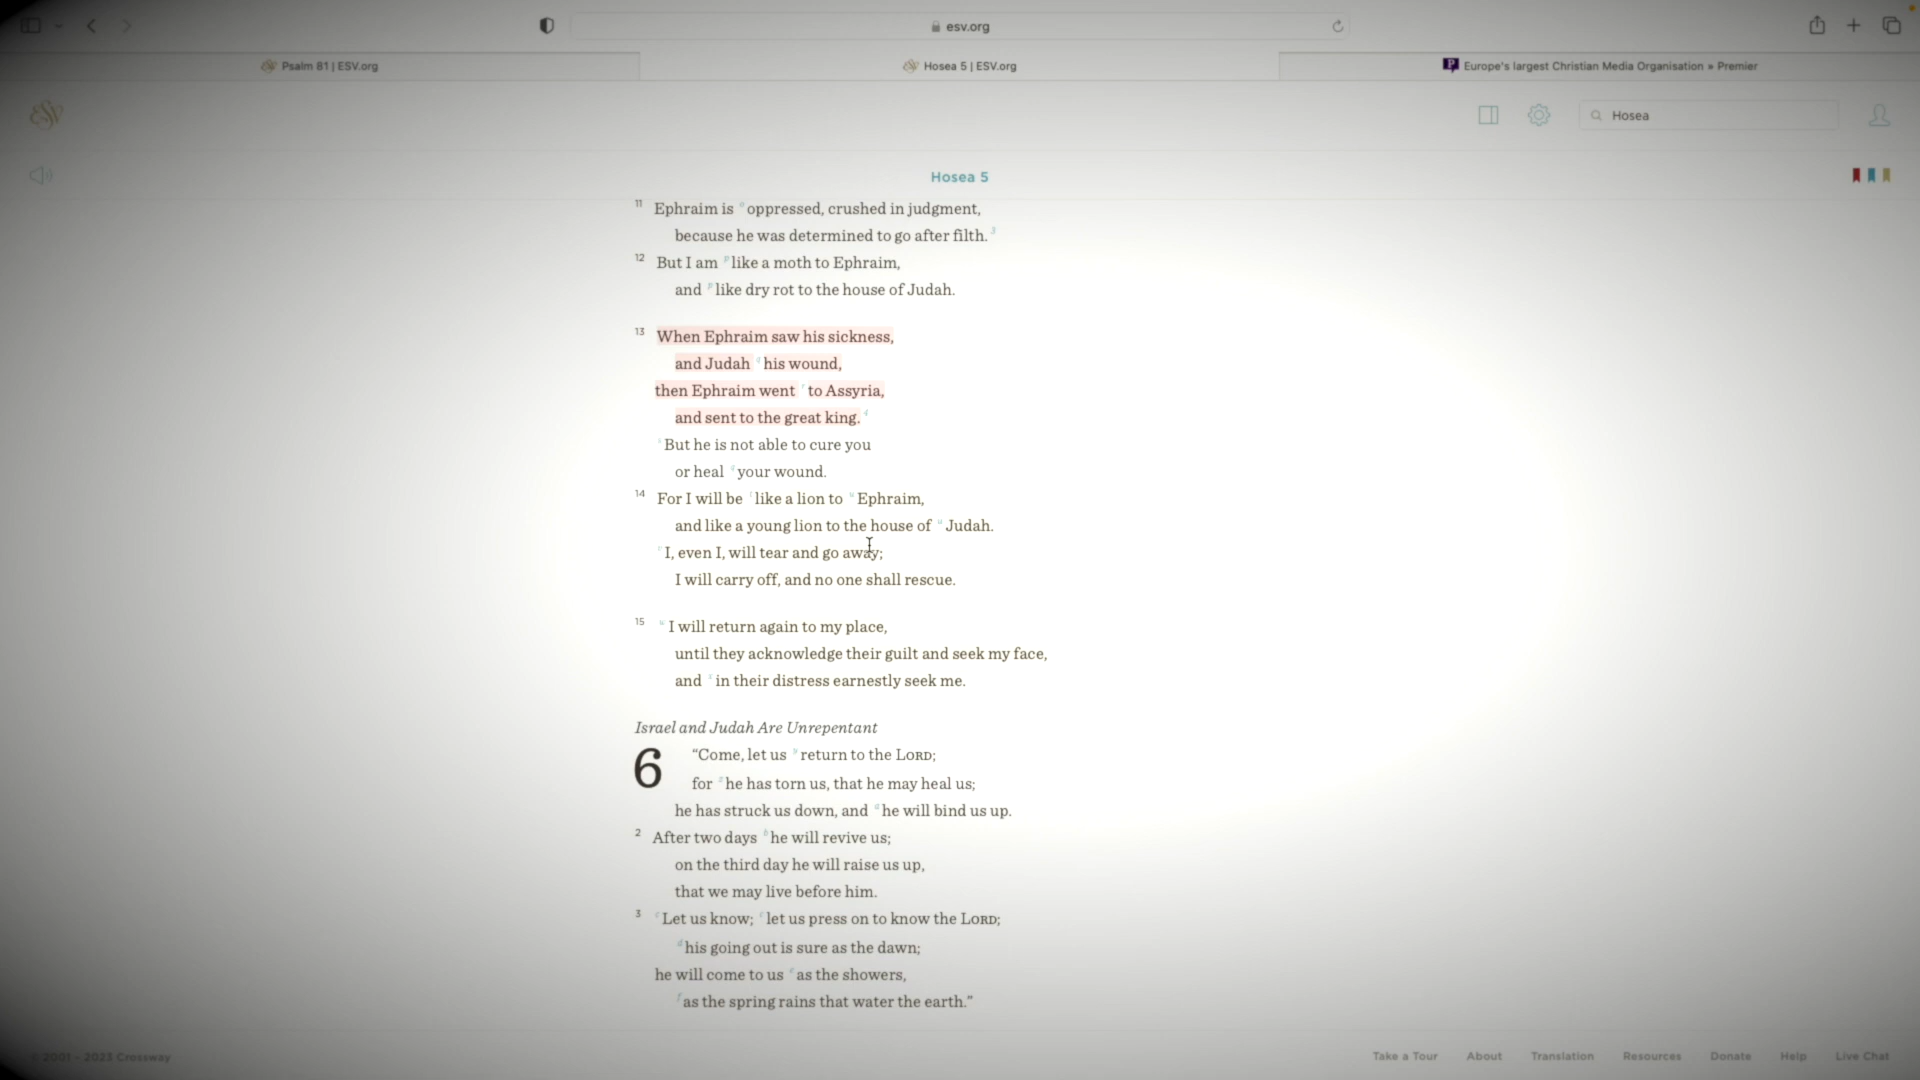 esv.org
Psalm 81 | ESV.org
Hosea 5 | ESV.org
Europe's largest Christian Media Organisation » Premier
ESV
Hosea
Hosea 5
11 Ephraim is oppressed, crushed in judgment,
because he was determined to go after filth. 3
12 But I am p like a moth to Ephraim,
and p like dry rot to the house of Judah.
13 When Ephraim saw his sickness,
and Judah his wound,
then Ephraim went to Assyria,
and sent to the great king. 4
But he is not able to cure you
or heal your wound.
14 For I will be like a lion to Ephraim,
and like a young lion to the house of Judah.
I, even I, will tear and go away;
I will carry off, and no one shall rescue.
15 I will return again to my place,
until they acknowledge their guilt and seek my face,
and in their distress earnestly seek me.
Israel and Judah Are Unrepentant
6 “Come, let us y return to the LORD;
for z he has torn us, that he may heal us;
he has struck us down, and a he will bind us up.
2 After two days b he will revive us;
on the third day he will raise us up,
that we may live before him.
3 c Let us know; c let us press on to know the LORD;
d his going out is sure as the dawn;
he will come to us e as the showers,
f as the spring rains that water the earth.”
© 2001 – 2023 Crossway
Take a Tour About Translation Resources Donate Help Live Chat